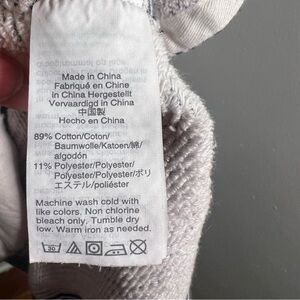 Made in China
Fabriqué en Chine
in China Hergestellt
Vervaardigd in China
中国製
Hecho en China
89% Cotton/Coton/
Baumwolle/Katoen/綿/
algodón
11% Polyester/Polyester/
Polyester/Polyester/ポリ
エステル/poliéster
Machine wash cold with
like colors. Non chlorine
bleach only. Tumble dry
low. Warm iron as needed.
30